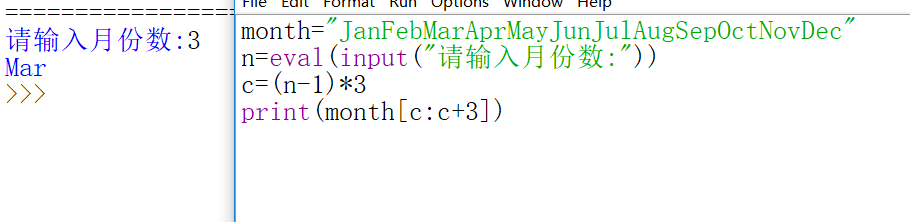 File Edit Format Run Options Window Help
================
请输入月份数:3
Mar
>>>
month="JanFebMarAprMayJunJulAugSepOctNovDec"
n=eval(input("请输入月份数:"))
c=(n-1)*3
print(month[c:c+3])